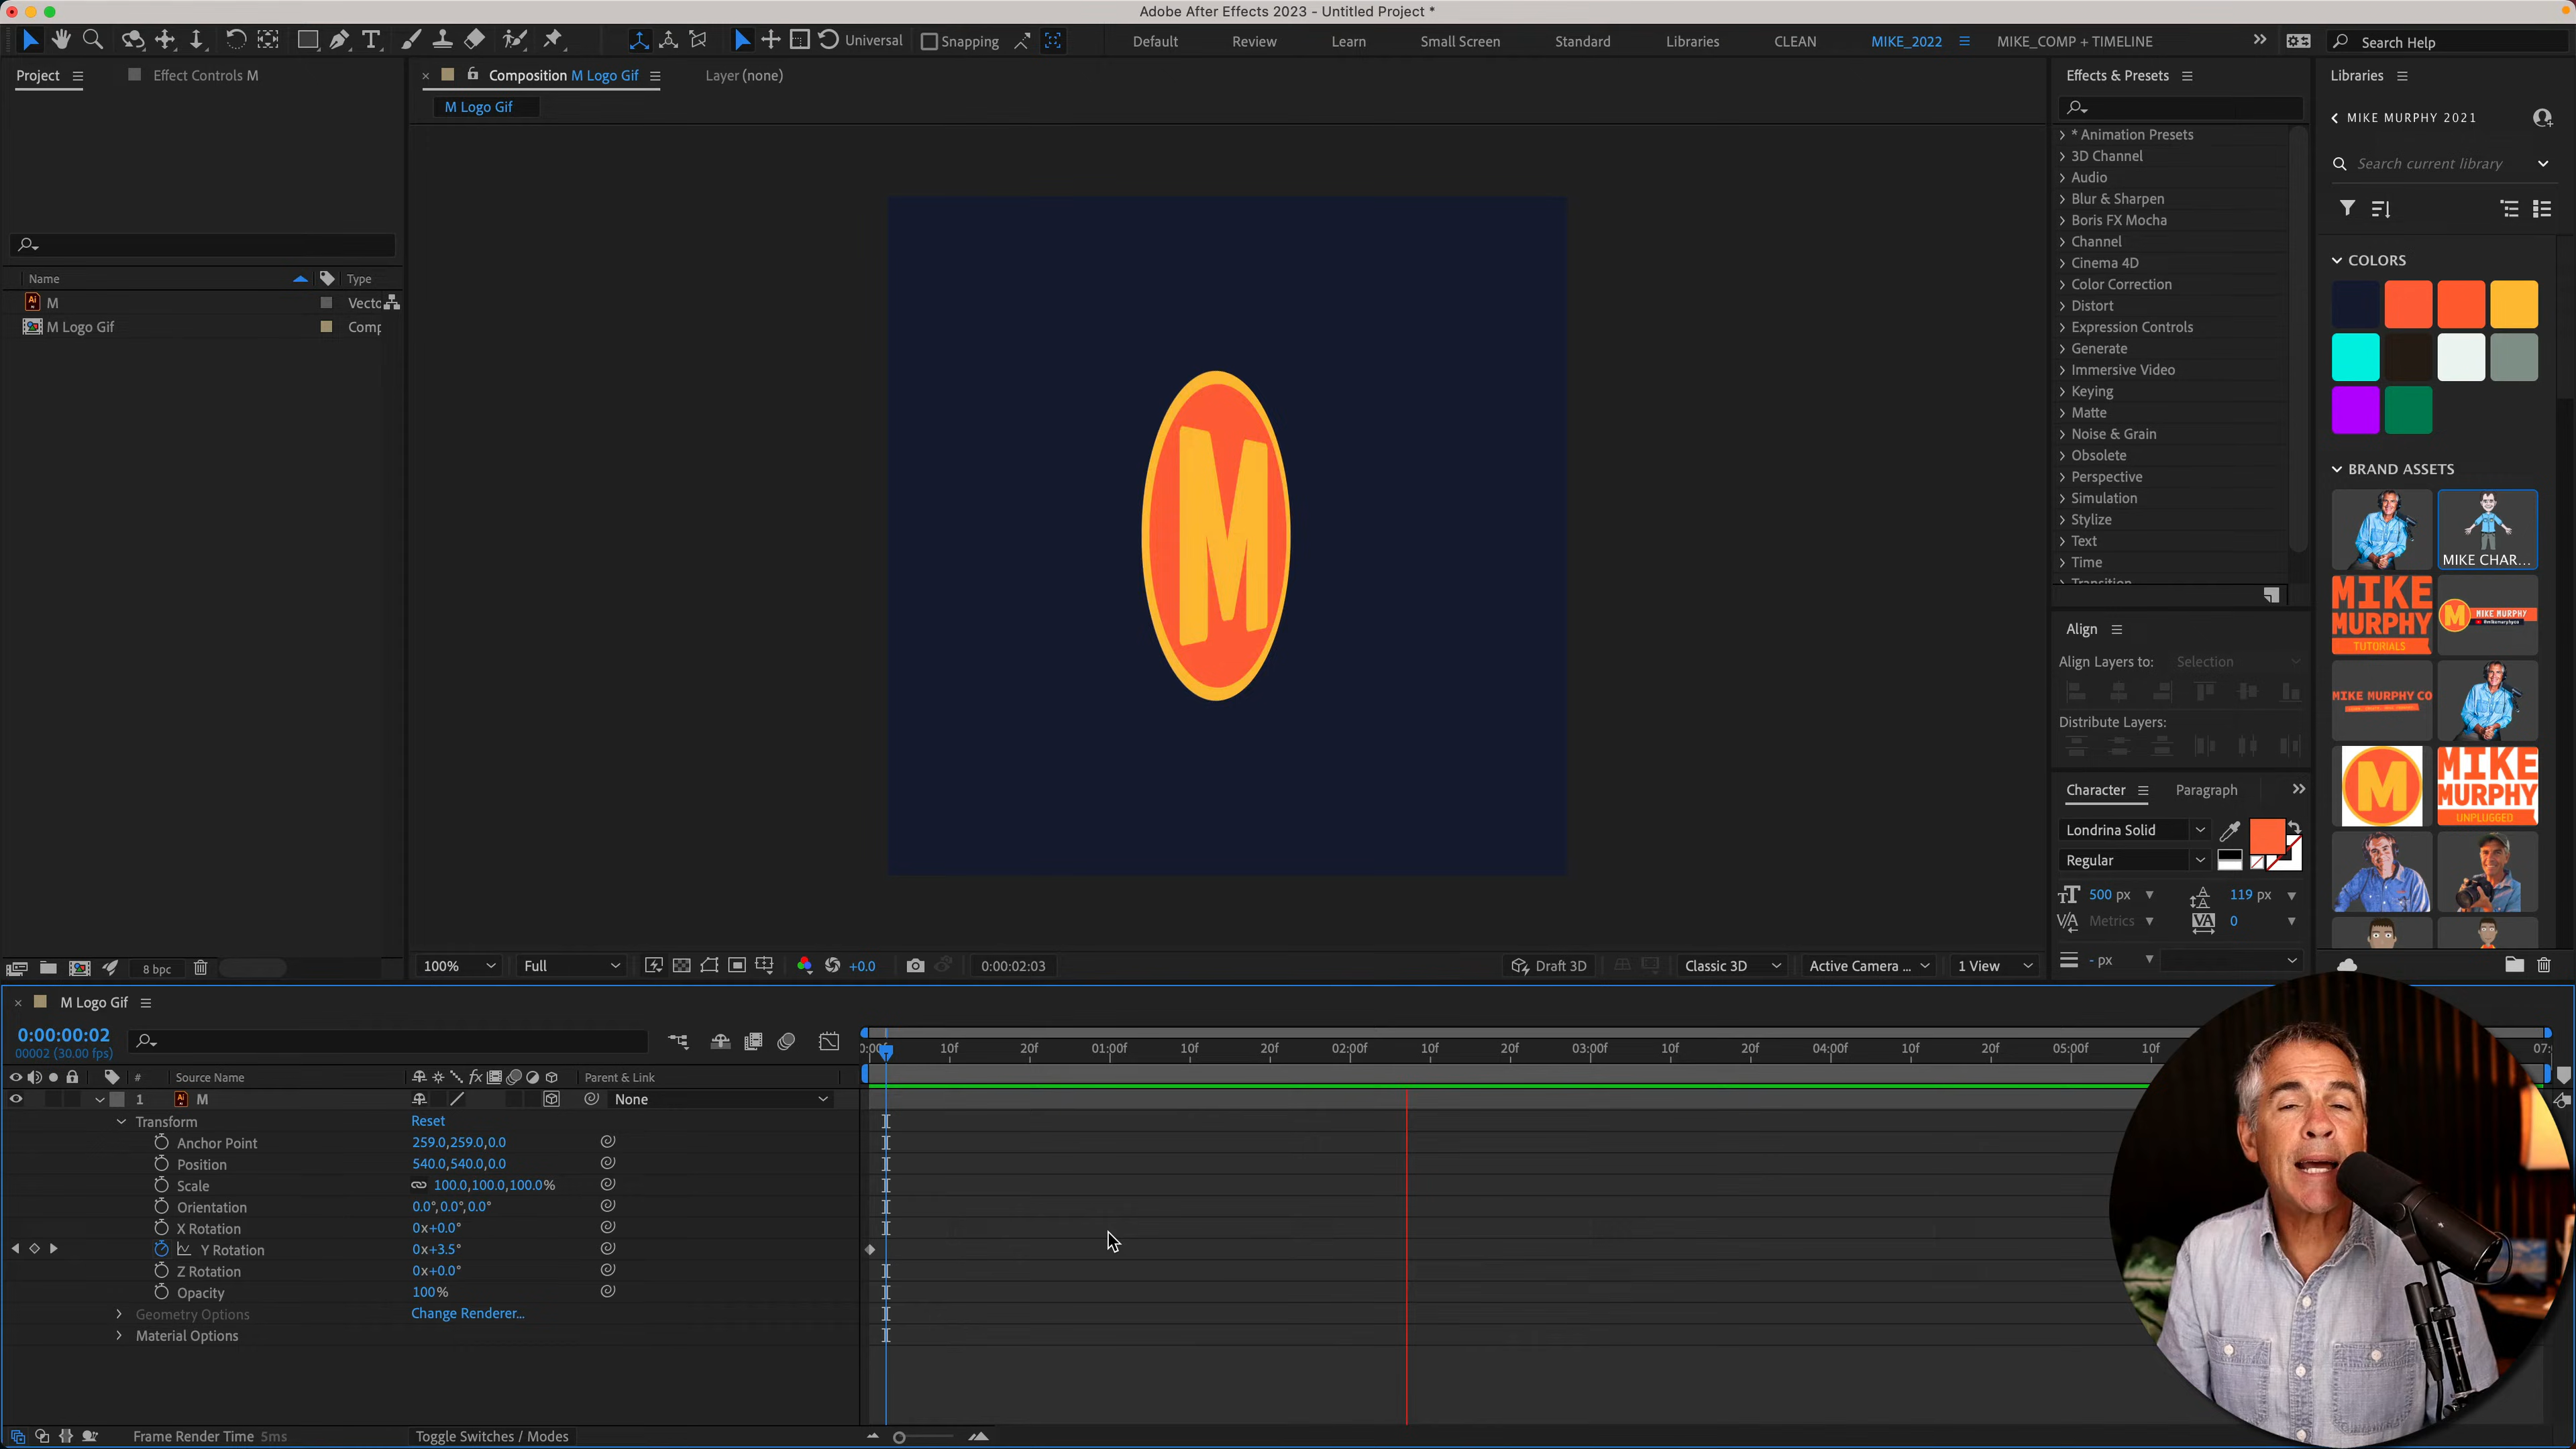 Adobe After Effects 2023 - Untitled Project *
Universal
Snapping
Default
Review
Learn
Small Screen
Standard
Libraries
CLEAN
MIKE_2022
MIKE_COMP + TIMELINE
Search Help
Project
Effect Controls M
Composition M Logo Gif
Layer (none)
M Logo Gif
Name
Type
M
Vectc
M Logo Gif
Comp
M
8 bpc
100%
Full
+0.0
0:00:02:03
Draft 3D
Classic 3D
Active Camera ...
1 View
Effects & Presets
* Animation Presets
3D Channel
Audio
Blur & Sharpen
Boris FX Mocha
Channel
Cinema 4D
Color Correction
Distort
Expression Controls
Generate
Immersive Video
Keying
Matte
Noise & Grain
Obsolete
Perspective
Simulation
Stylize
Text
Time
Transition
Align
Align Layers to:
Selection
Distribute Layers:
Character
Paragraph
Londrina Solid
Regular
500 px
119 px
Metrics
0
- px
Libraries
MIKE MURPHY 2021
Search current library
COLORS
BRAND ASSETS
MIKE CHAR...
MIKE MURPHY TUTORIALS
M MIKE MURPHY
MIKE MURPHY CO
M
MIKE MURPHY UNPLUGGED
M Logo Gif
0:00:00:02
00002 (30.00 fps)
0:00f
10f
20f
01:00f
10f
20f
02:00f
10f
20f
03:00f
10f
20f
04:00f
10f
20f
05:00f
10f
07:
#
Source Name
fx
Parent & Link
1
M
None
Transform
Reset
Anchor Point
259.0,259.0,0.0
Position
540.0,540.0,0.0
Scale
100.0,100.0,100.0%
Orientation
0.0°,0.0°,0.0°
X Rotation
0x+0.0°
Y Rotation
0x+3.5°
Z Rotation
0x+0.0°
Opacity
100%
Geometry Options
Change Renderer...
Material Options
Frame Render Time 5ms
Toggle Switches / Modes